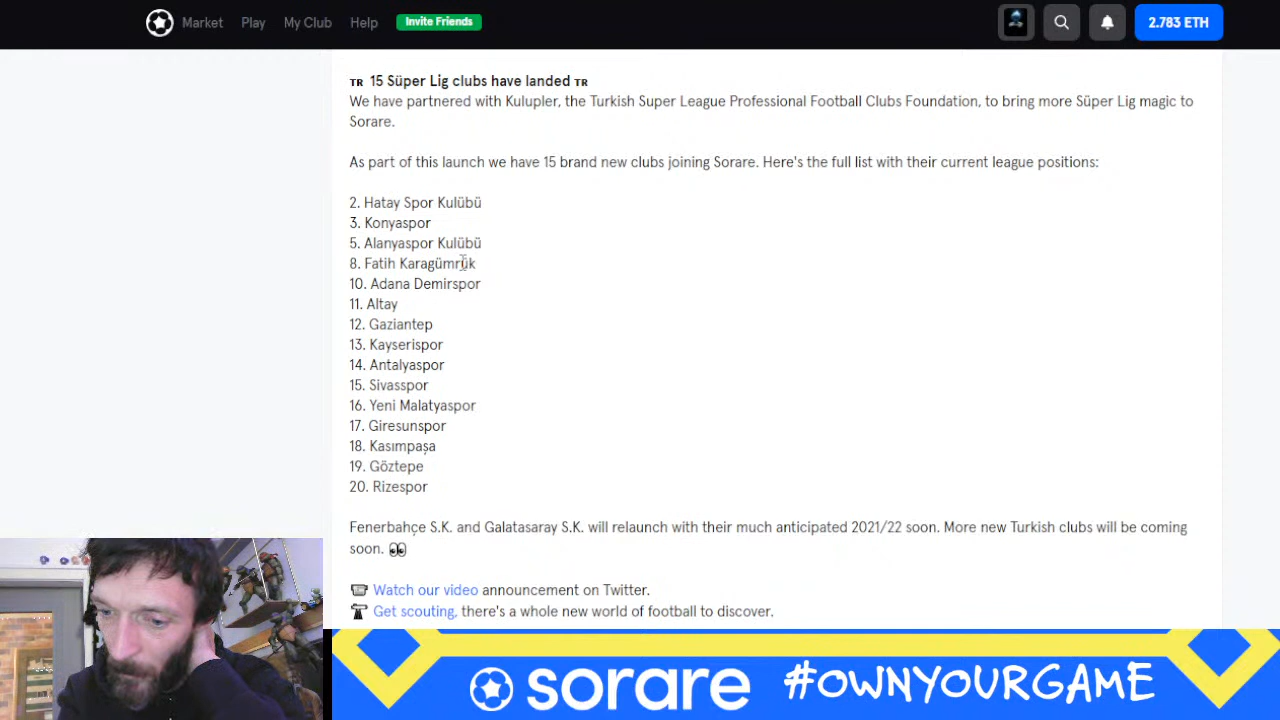 Market Play My Club Help Invite Friends 2.783 ETH
TR 15 Süper Lig clubs have landed TR
We have partnered with Kulupler, the Turkish Super League Professional Football Clubs Foundation, to bring more Süper Lig magic to
Sorare.
As part of this launch we have 15 brand new clubs joining Sorare. Here's the full list with their current league positions:
2. Hatay Spor Kulübü
3. Konyaspor
5. Alanyaspor Kulübü
8. Fatih Karagümrük
10. Adana Demirspor
11. Altay
12. Gaziantep
13. Kayserispor
14. Antalyaspor
15. Sivasspor
16. Yeni Malatyaspor
17. Giresunspor
18. Kasımpaşa
19. Göztepe
20. Rizespor
Fenerbahçe S.K. and Galatasaray S.K. will relaunch with their much anticipated 2021/22 soon. More new Turkish clubs will be coming
soon.
Watch our video announcement on Twitter.
Get scouting, there's a whole new world of football to discover.
sorare #OWNYOURGAME